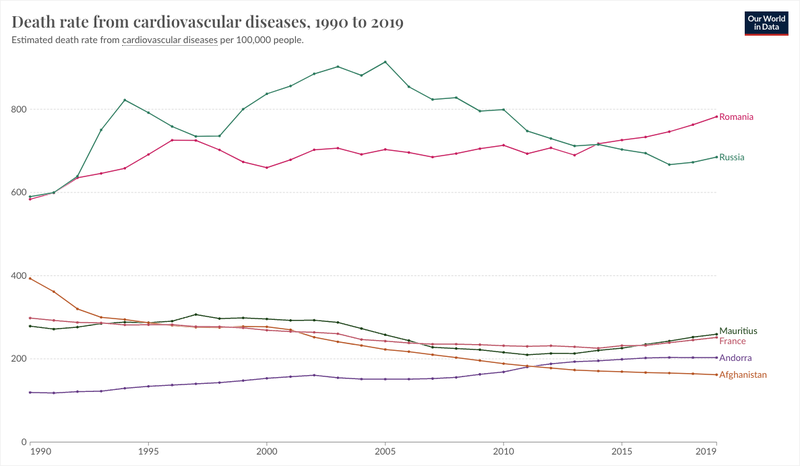 Death rate from cardiovascular diseases, 1990 to 2019
Our World
in Data
Estimated death rate from cardiovascular diseases per 100,000 people.
800
Romania
Russia
600
400
Mauritius
France
200
Andorra
Afghanistan
0
1990 1995 2000 2005 2010 2015 2019